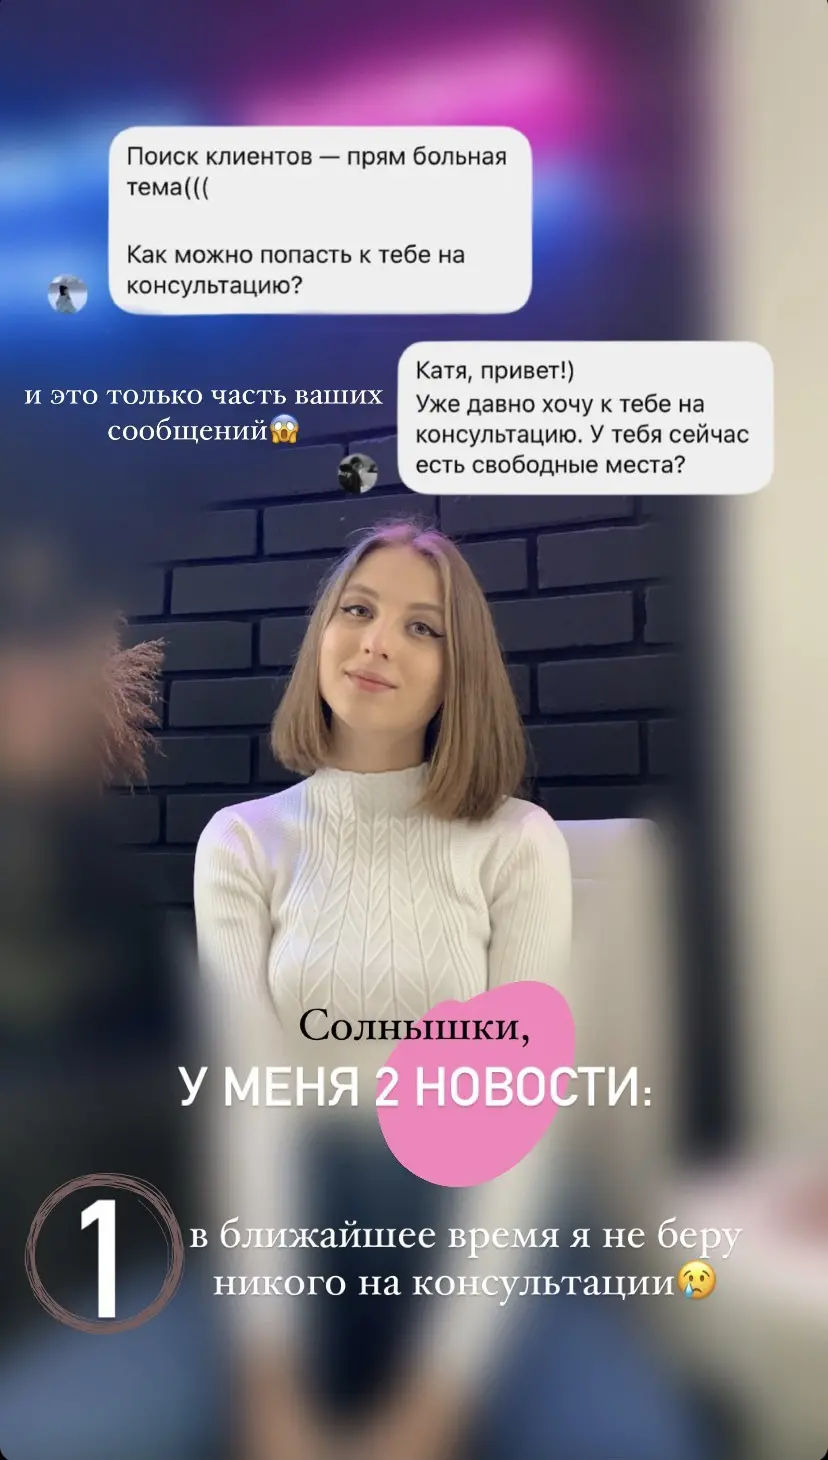 Поиск клиентов — прям больная
тема(((
Как можно попасть к тебе на
консультацию?
Катя, привет!)
Уже давно хочу к тебе на
консультацию. У тебя сейчас
есть свободные места?
и это только часть ваших
сообщений😱
Солнышки,
У МЕНЯ 2 НОВОСТИ:
1
в ближайшее время я не беру
никого на консультации😢